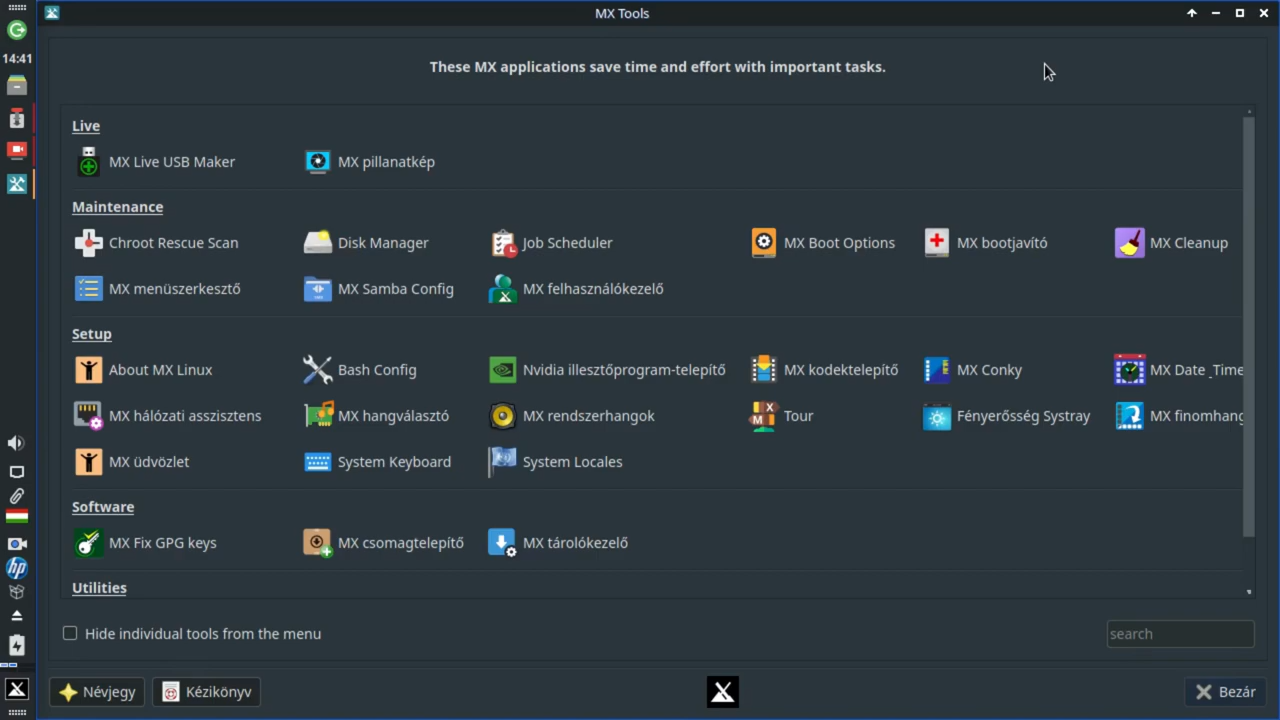 MX Tools
14:41
These MX applications save time and effort with important tasks.
Live
MX Live USB Maker
MX pillanatkép
Maintenance
Chroot Rescue Scan
Disk Manager
Job Scheduler
MX Boot Options
MX bootjavító
MX Cleanup
MX menüszerkesztő
MX Samba Config
MX felhasználókezelő
Setup
About MX Linux
Bash Config
Nvidia illesztőprogram-telepítő
MX kodektelepítő
MX Conky
MX Date_Time
MX hálózati asszisztens
MX hangválasztó
MX rendszerhangok
Tour
Fényerősség Systray
MX finomhang
MX üdvözlet
System Keyboard
System Locales
Software
MX Fix GPG keys
MX csomagtelepítő
MX tárolókezelő
Utilities
Hide individual tools from the menu
search
hp
Névjegy
Kézikönyv
Bezár